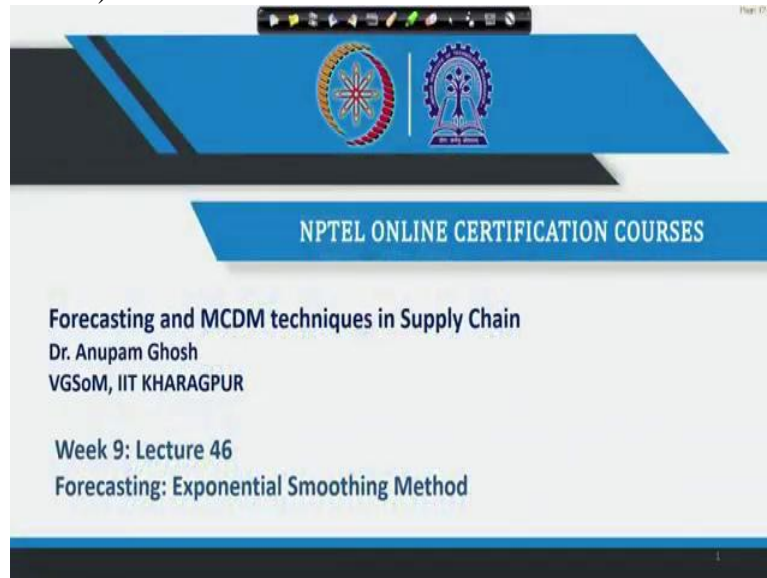 NPTEL ONLINE CERTIFICATION COURSES
Forecasting and MCDM techniques in Supply Chain
Dr. Anupam Ghosh
VGSoM, IIT KHARAGPUR
Week 9: Lecture 46
Forecasting: Exponential Smoothing Method
1